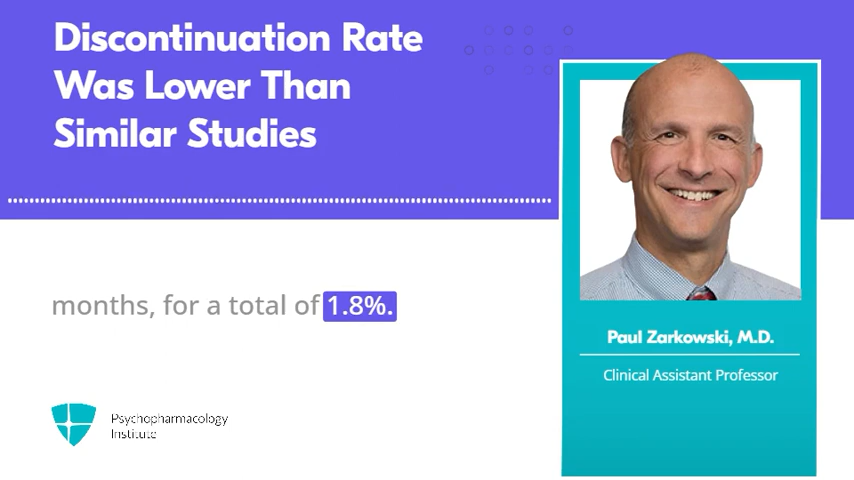 Discontinuation Rate
Was Lower Than
Similar Studies
months, for a total of 1.8%.
Paul Zarkowski, M.D.
Clinical Assistant Professor
Psychopharmacology
Institute